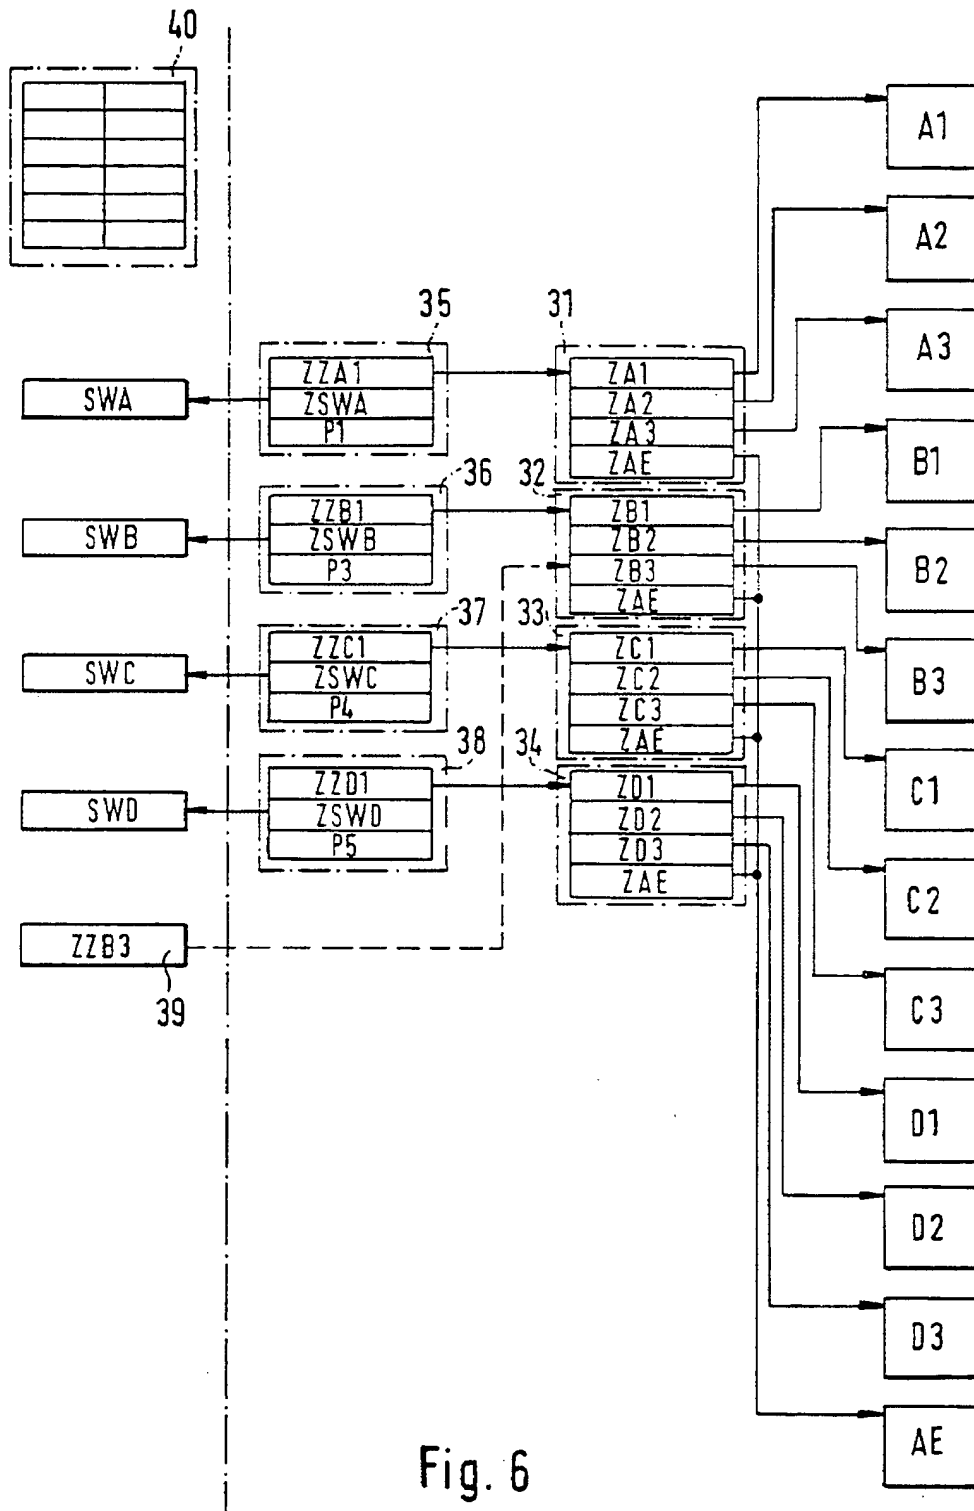 40
A1
A2
A3
35
31
SWA
ZZA1
ZSWA
P1
ZA1
ZA2
ZA3
ZAE
B1
36
32
SWB
ZZB1
ZSWB
P3
ZB1
ZB2
ZB3
ZAE
B2
37
33
SWC
ZZC1
ZSWC
P4
ZC1
ZC2
ZC3
ZAE
B3
38
34
SWD
ZZD1
ZSWD
P5
ZD1
ZD2
ZD3
ZAE
C1
C2
ZZB3
39
C3
D1
D2
D3
AE
Fig. 6